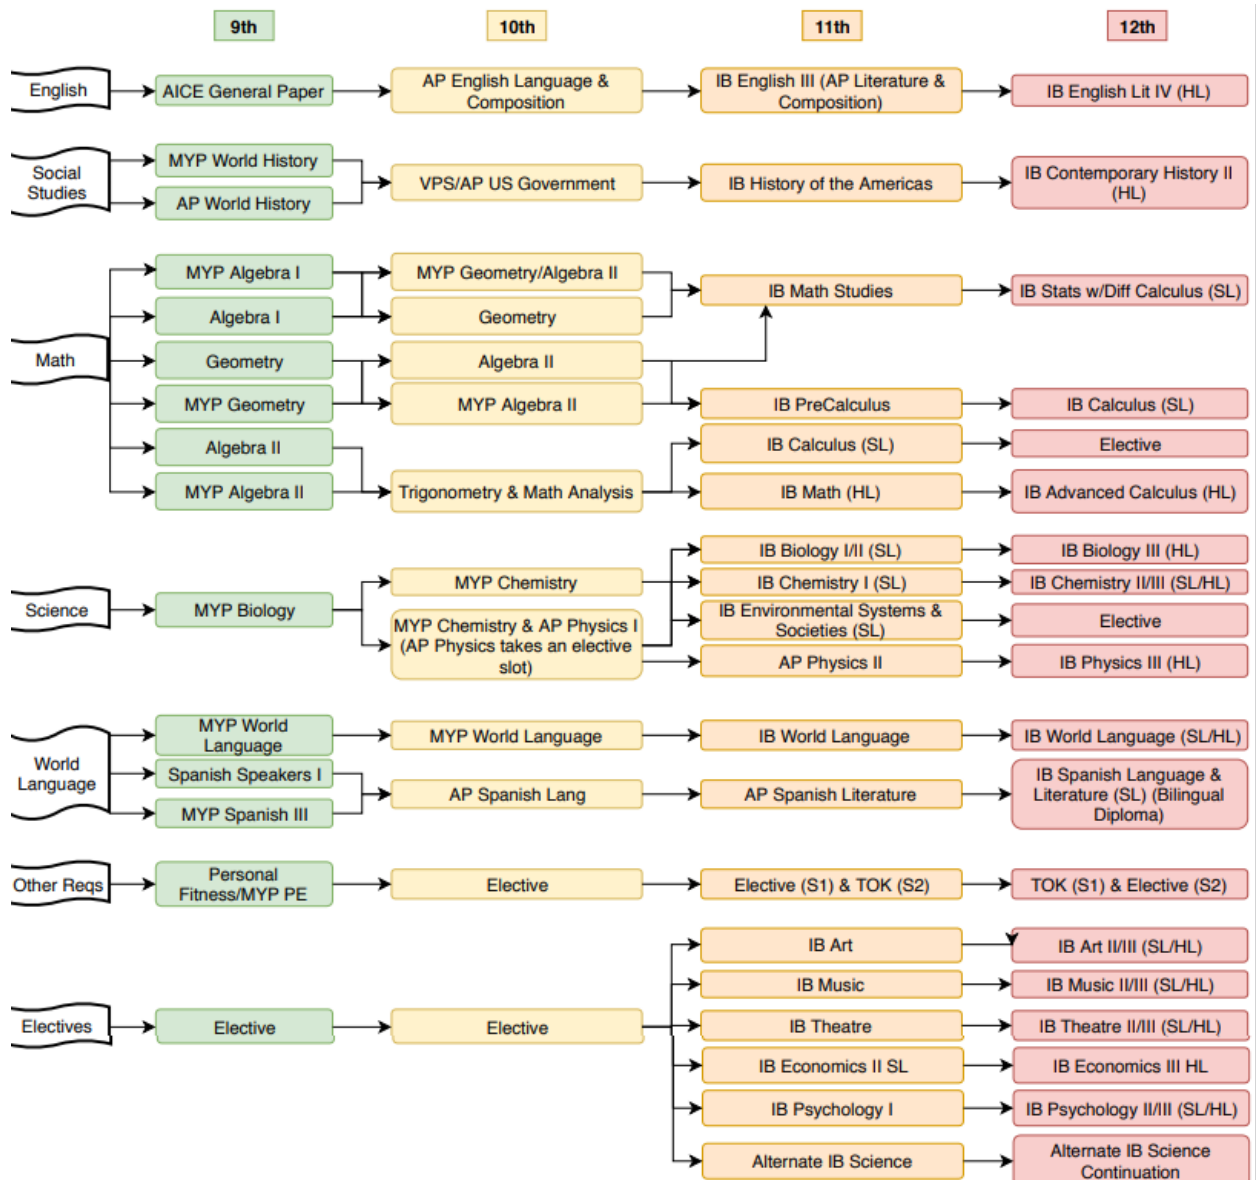 9th
10th
11th
12th
English
AICE General Paper
AP English Language &
Composition
IB English III (AP Literature &
Composition)
IB English Lit IV (HL)
Social
Studies
MYP World History
AP World History
VPS/AP US Government
IB History of the Americas
IB Contemporary History II
(HL)
Math
MYP Algebra I
Algebra I
Geometry
MYP Geometry
Algebra II
MYP Algebra II
MYP Geometry/Algebra II
Geometry
Algebra II
MYP Algebra II
Trigonometry & Math Analysis
IB Math Studies
IB PreCalculus
IB Calculus (SL)
IB Math (HL)
IB Stats w/Diff Calculus (SL)
IB Calculus (SL)
Elective
IB Advanced Calculus (HL)
Science
MYP Biology
MYP Chemistry
MYP Chemistry & AP Physics I
(AP Physics takes an elective
slot)
IB Biology I/II (SL)
IB Chemistry I (SL)
IB Environmental Systems &
Societies (SL)
AP Physics II
IB Biology III (HL)
IB Chemistry II/III (SL/HL)
Elective
IB Physics III (HL)
World
Language
MYP World
Language
Spanish Speakers I
MYP Spanish III
MYP World Language
AP Spanish Lang
IB World Language
AP Spanish Literature
IB World Language (SL/HL)
IB Spanish Language &
Literature (SL) (Bilingual
Diploma)
Other Reqs
Personal
Fitness/MYP PE
Elective
Elective (S1) & TOK (S2)
TOK (S1) & Elective (S2)
Electives
Elective
Elective
IB Art
IB Music
IB Theatre
IB Economics II SL
IB Psychology I
Alternate IB Science
IB Art II/III (SL/HL)
IB Music II/III (SL/HL)
IB Theatre II/III (SL/HL)
IB Economics III HL
IB Psychology II/III (SL/HL)
Alternate IB Science
Continuation